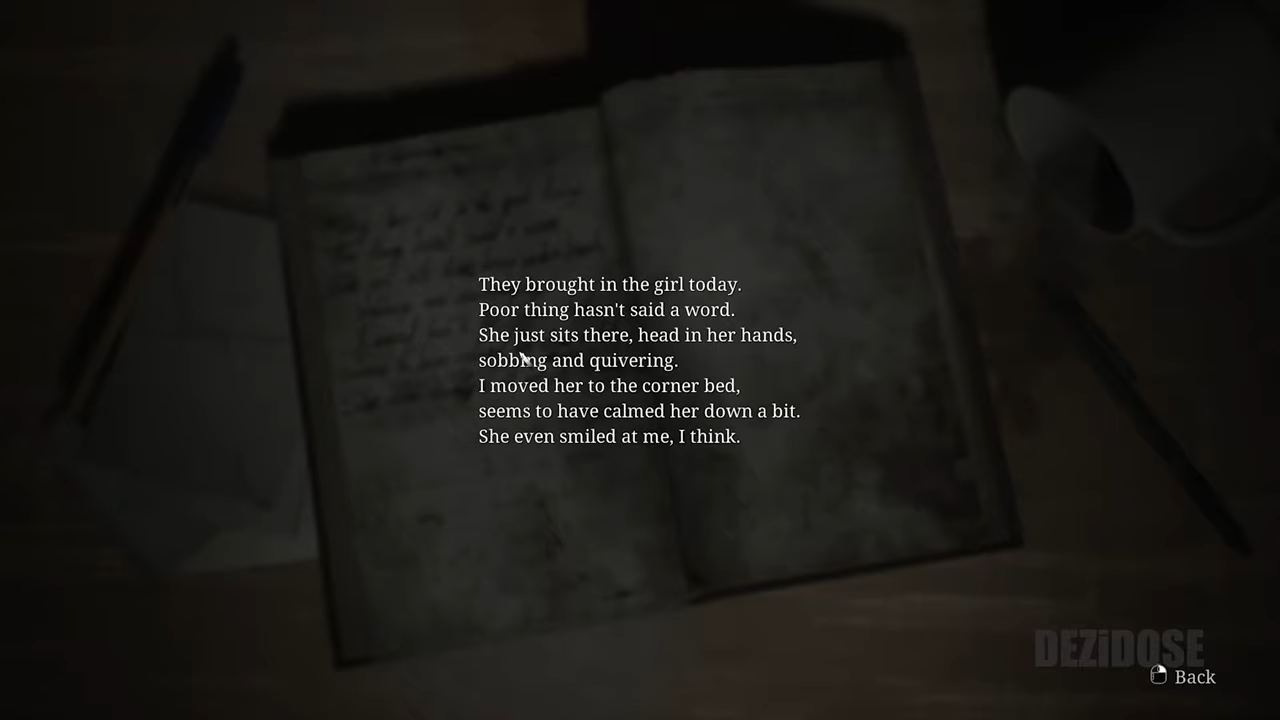 They brought in the girl today.
Poor thing hasn't said a word.
She just sits there, head in her hands,
sobbing and quivering.
I moved her to the corner bed,
seems to have calmed her down a bit.
She even smiled at me, I think.
DEZiDOSE
Back